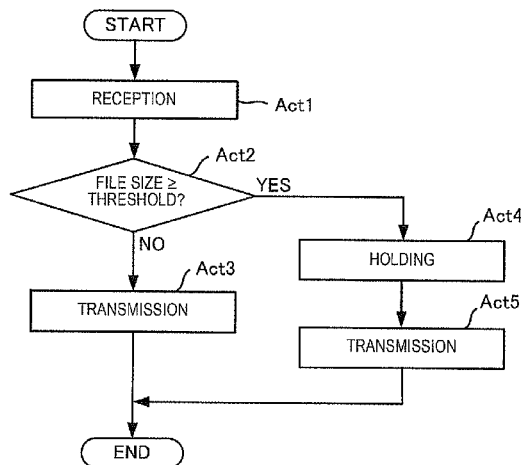 START
RECEPTION
Act1
Act2
FILE SIZE ≥
THRESHOLD?
YES
NO
Act4
HOLDING
Act3
TRANSMISSION
Act5
TRANSMISSION
END